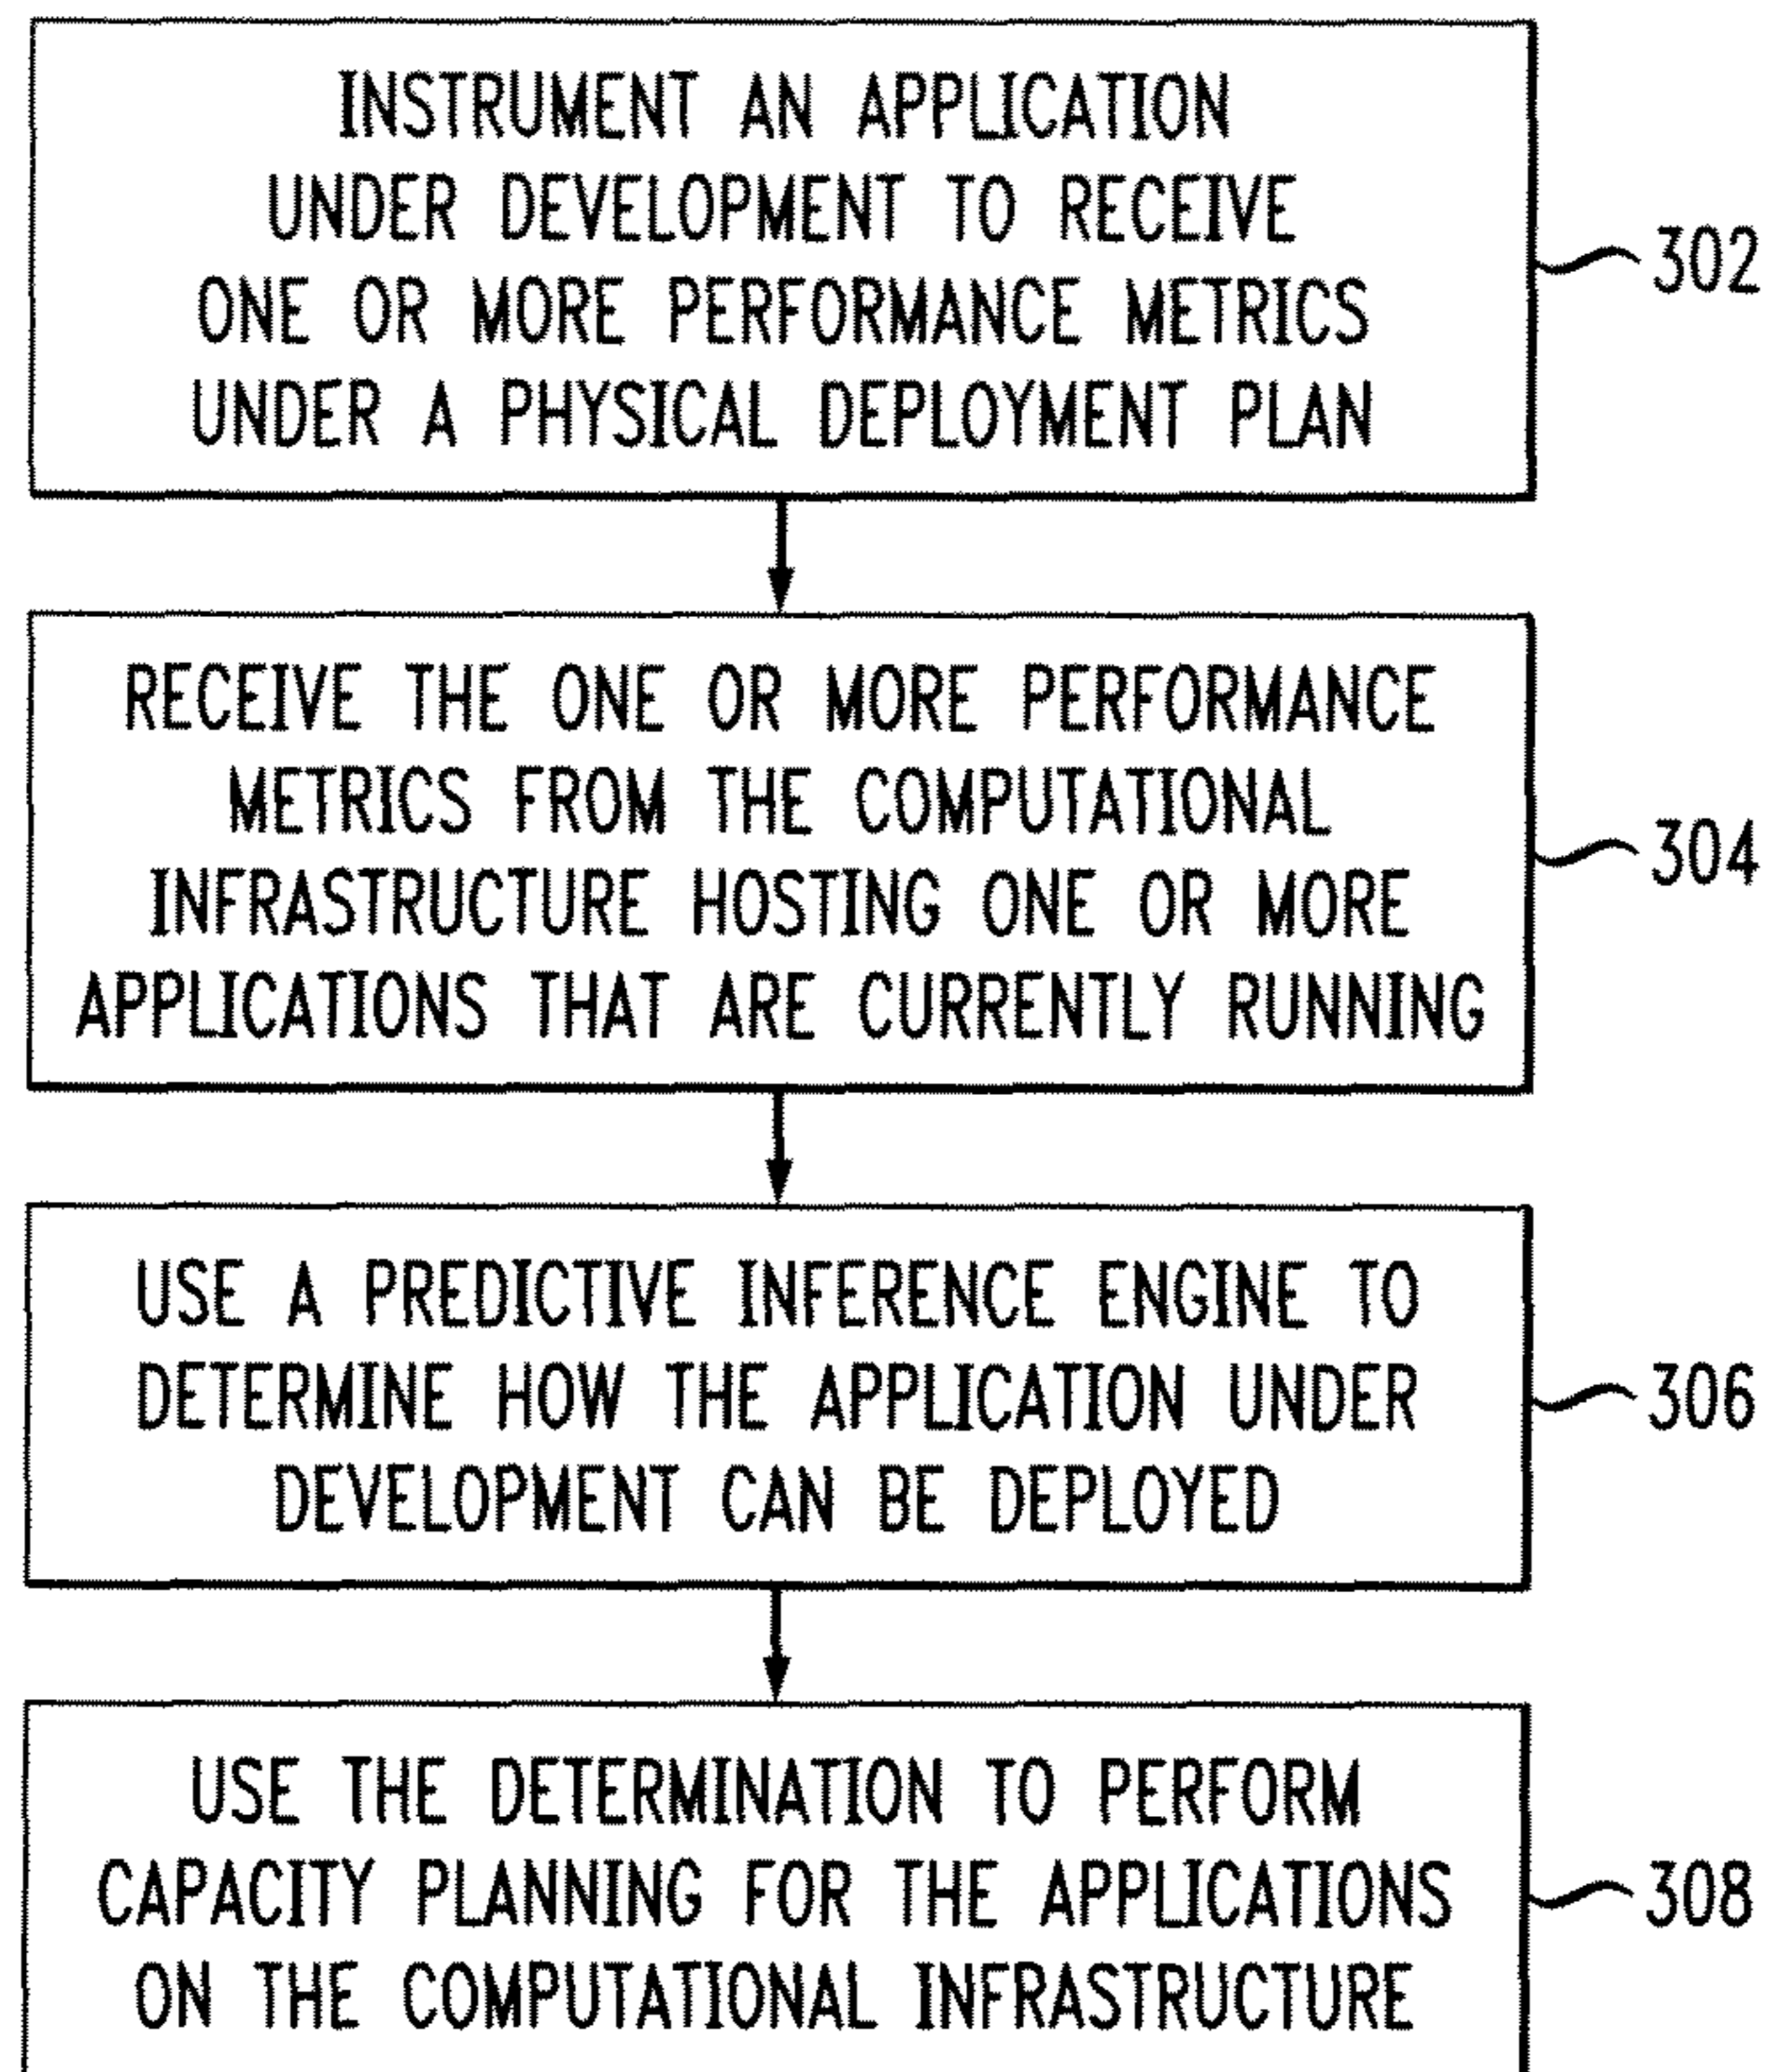 INSTRUMENT AN APPLICATION
UNDER DEVELOPMENT TO RECEIVE
ONE OR MORE PERFORMANCE METRICS
UNDER A PHYSICAL DEPLOYMENT PLAN
302
RECEIVE THE ONE OR MORE PERFORMANCE
METRICS FROM THE COMPUTATIONAL
INFRASTRUCTURE HOSTING ONE OR MORE
APPLICATIONS THAT ARE CURRENTLY RUNNING
304
USE A PREDICTIVE INFERENCE ENGINE TO
DETERMINE HOW THE APPLICATION UNDER
DEVELOPMENT CAN BE DEPLOYED
306
USE THE DETERMINATION TO PERFORM
CAPACITY PLANNING FOR THE APPLICATIONS
ON THE COMPUTATIONAL INFRASTRUCTURE
308